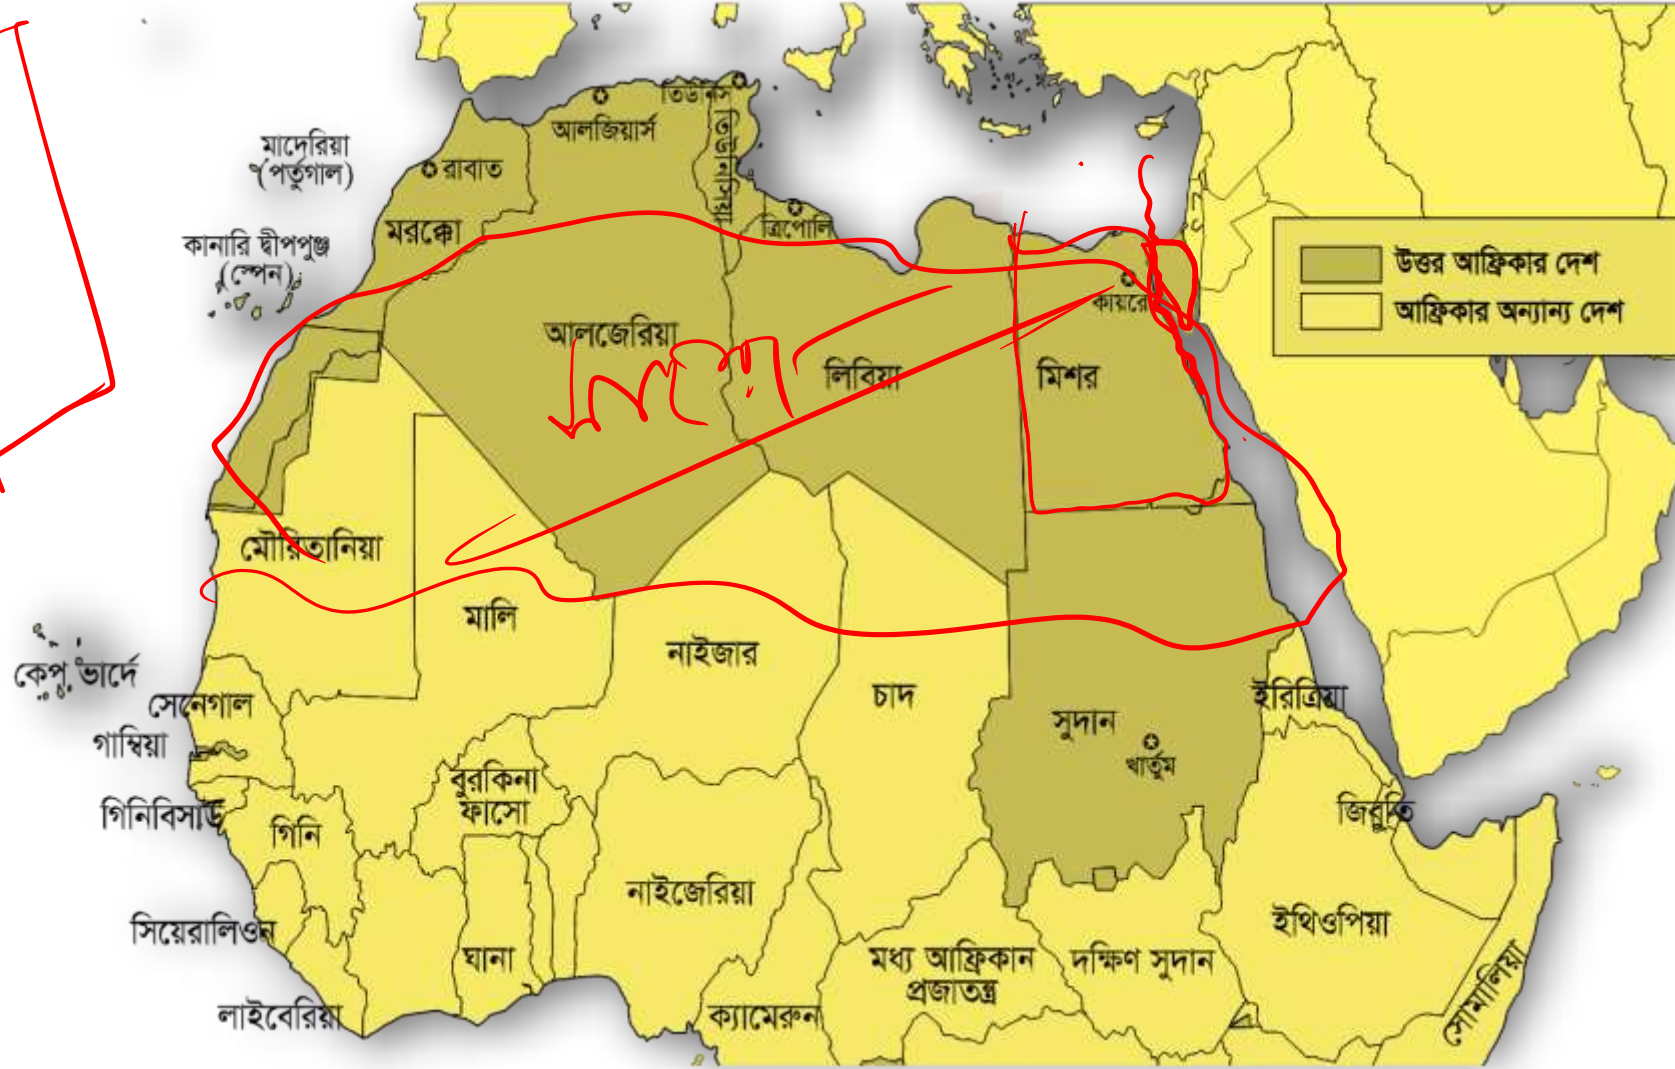 তিউনিস
আলজিয়ার্স
তিউনিসিয়া
মাদেরিয়া
(পর্তুগাল)
রাবাত
মরক্কো
ত্রিপোলি
কানারি দ্বীপপুঞ্জ
(স্পেন)
উত্তর আফ্রিকার দেশ
আফ্রিকার অন্যান্য দেশ
কায়রো
আলজেরিয়া
লিবিয়া
মিশর
মৌরিতানিয়া
মালি
নাইজার
কেপ ভার্দে
চাদ
সেনেগাল
ইরিত্রিয়া
সুদান
গাম্বিয়া
খার্তুম
বুরকিনা
ফাসো
গিনিবিসাউ
গিনি
জিবুতি
নাইজেরিয়া
সিয়েরালিওন
ইথিওপিয়া
ঘানা
মধ্য আফ্রিকান
প্রজাতন্ত্র
দক্ষিণ সুদান
সোমালিয়া
লাইবেরিয়া
ক্যামেরুন